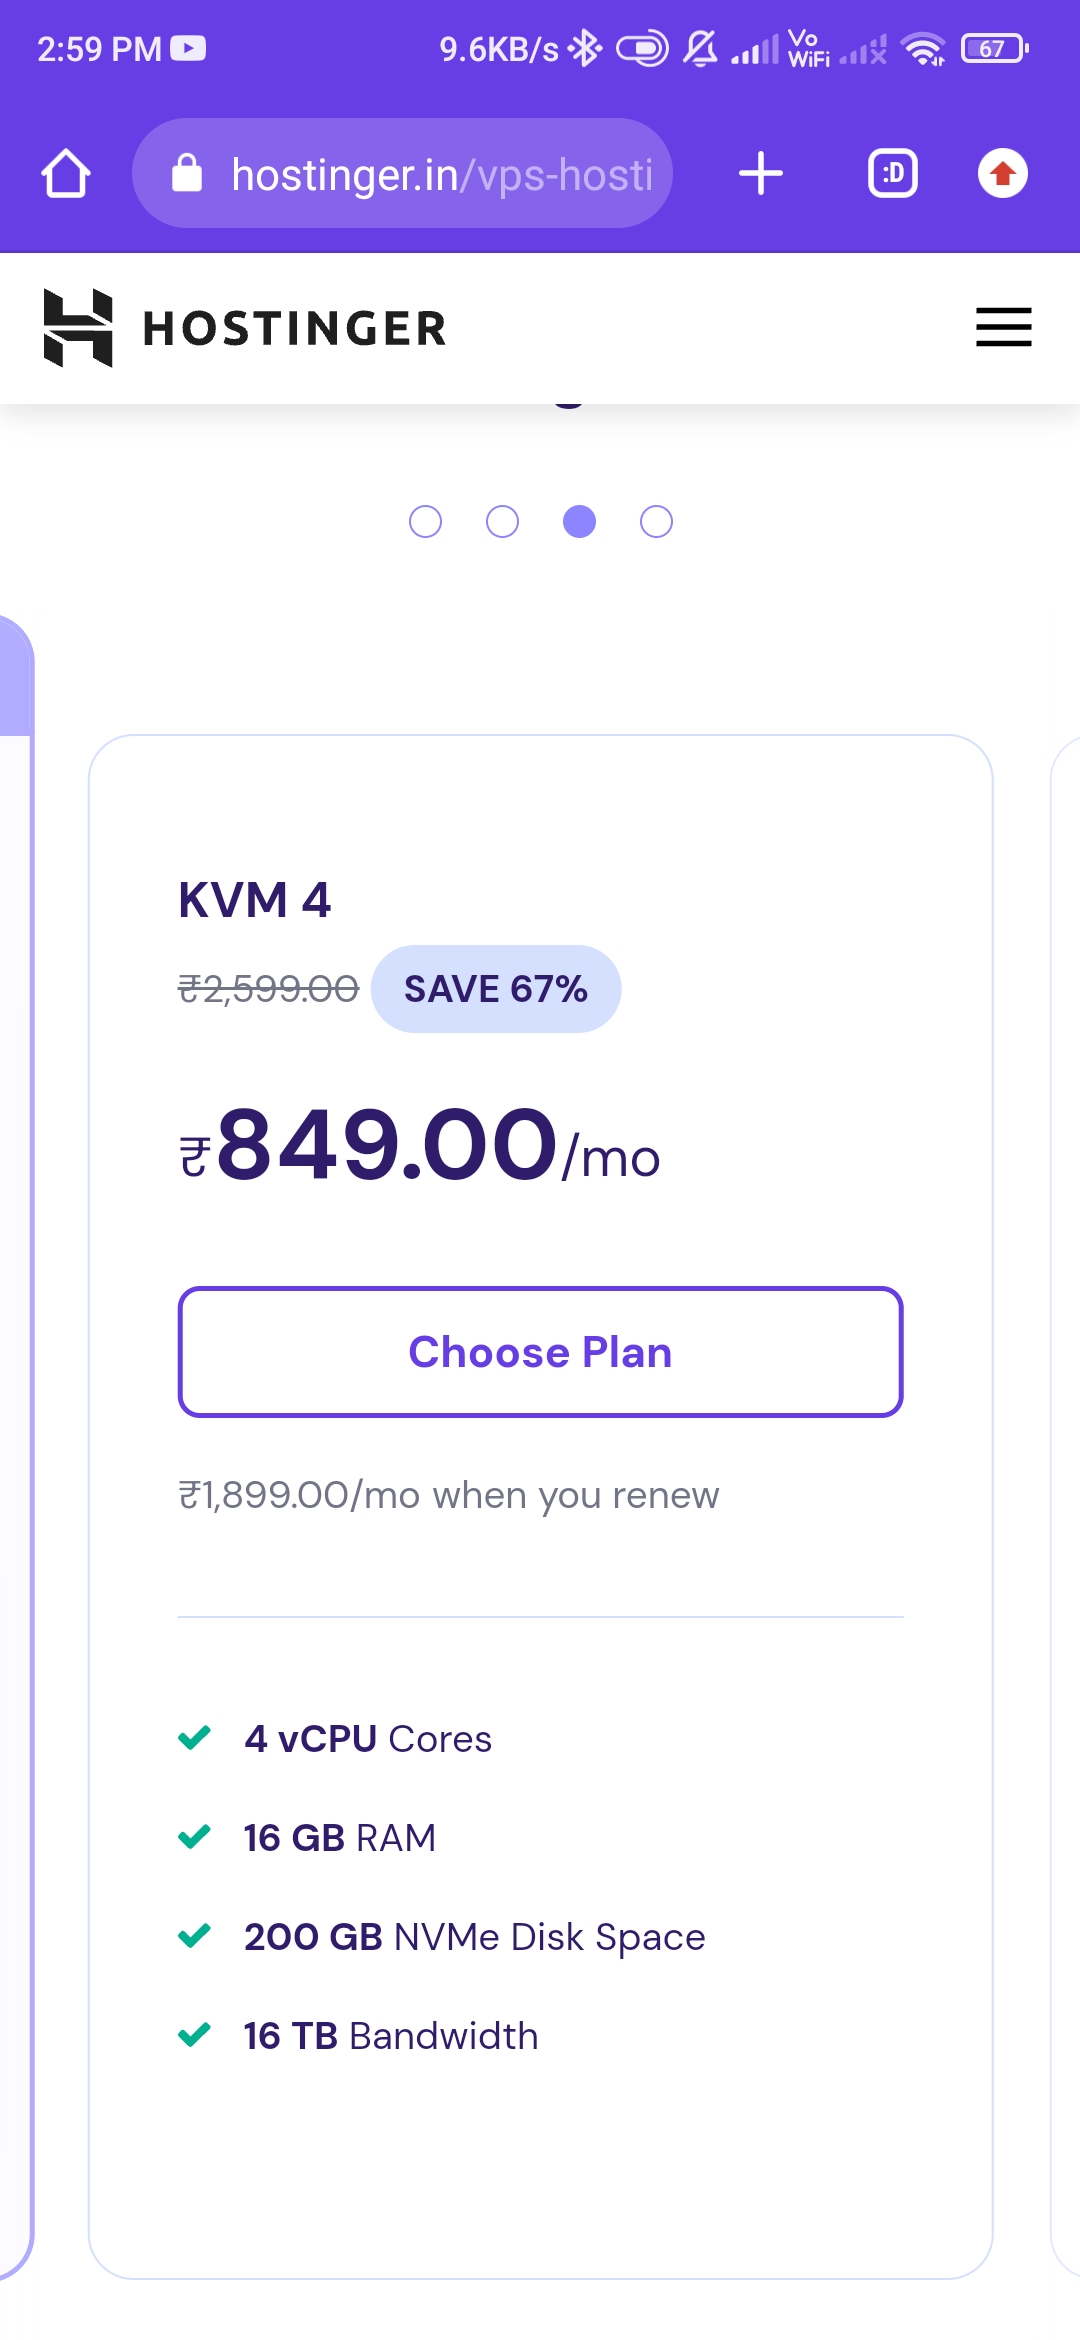 2:59 PM 9.6KB/s Vo WiFi 67
hostinger.in/vps-hosti :D
HOSTINGER
KVM 4
₹2,599.00 SAVE 67%
₹849.00/mo
Choose Plan
₹1,899.00/mo when you renew
4 vCPU Cores
16 GB RAM
200 GB NVMe Disk Space
16 TB Bandwidth